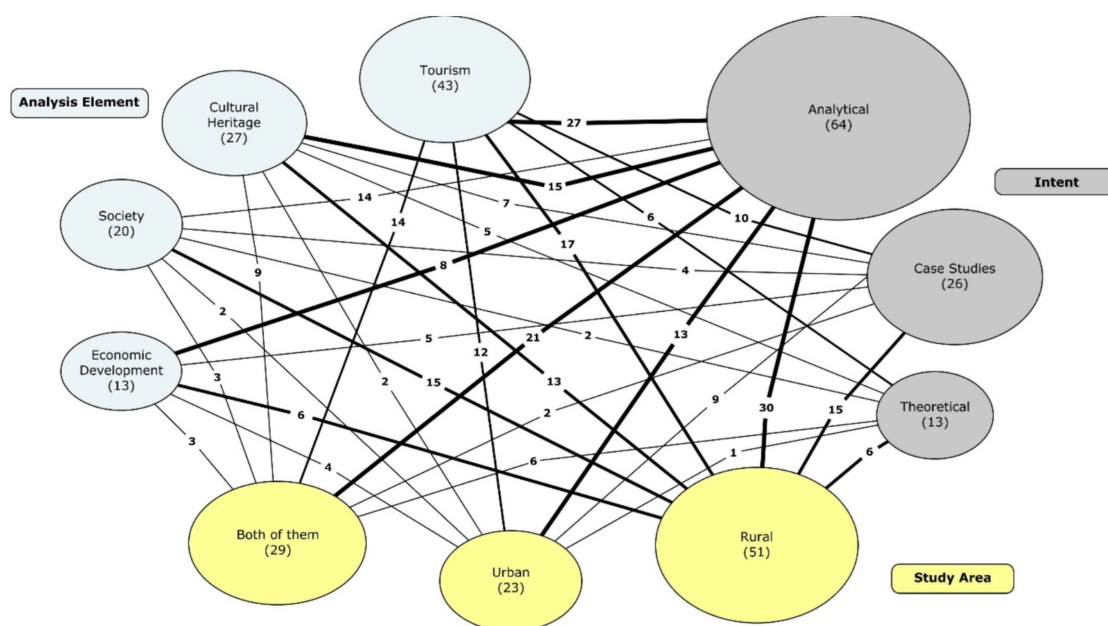 Tourism
(43)
Analytical
(64)
Analysis Element
Cultural
Heritage
(27)
27
15
Intent
14
7
Society
(20)
14
6
10
5
17
8
9
4
Case Studies
(26)
2
21
13
5
2
Economic
Development
(13)
12
3
15
2
13
9
30
2
15
Theoretical
(13)
6
3
4
6
1
6
Both of them
(29)
Rural
(51)
Urban
(23)
Study Area